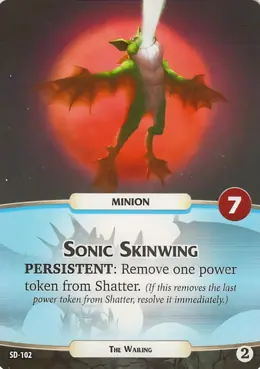 MINION
7
SONIC SKINWING
PERSISTENT: Remove one power
token from Shatter. (If this removes the last
power token from Shatter, resolve it immediately.)
SD-102
THE WAILING
2